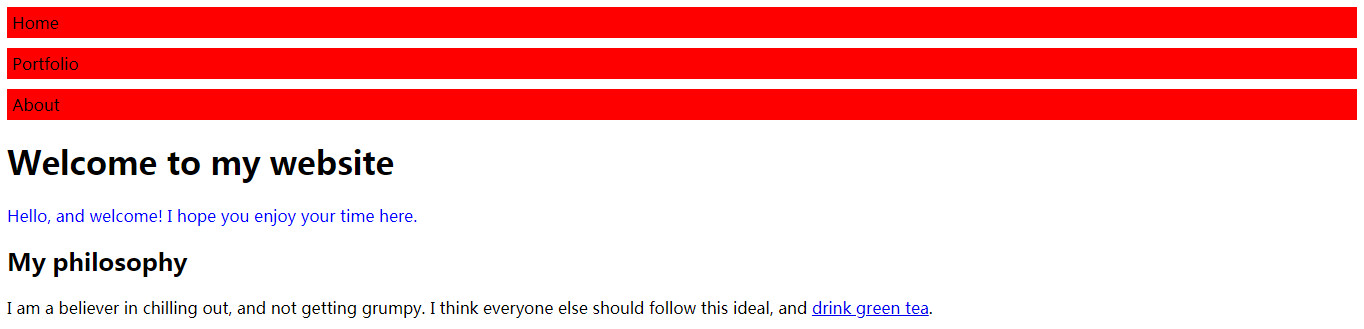 Home
Portfolio
About
Welcome to my website
Hello, and welcome! I hope you enjoy your time here.
My philosophy
I am a believer in chilling out, and not getting grumpy. I think everyone else should follow this ideal, and drink green tea.